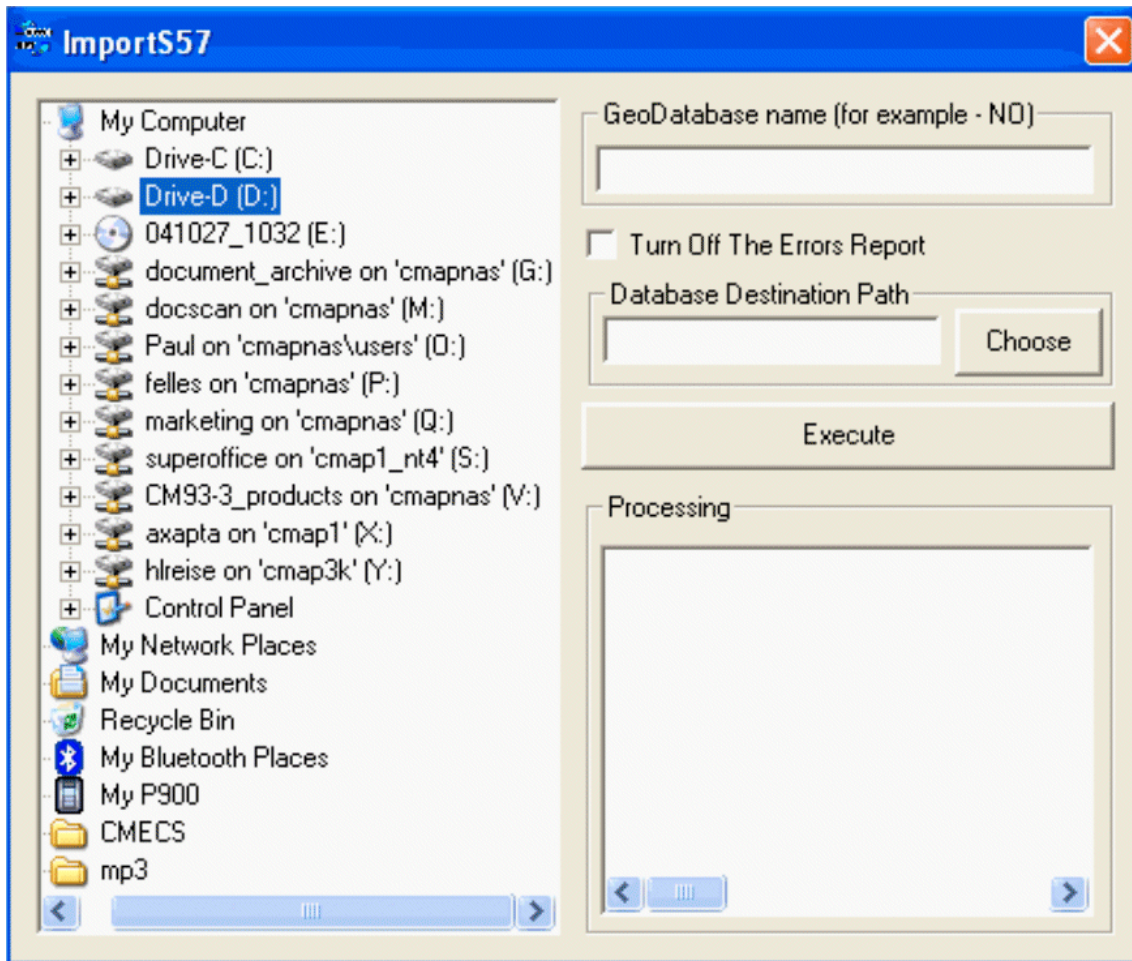 ImportS57
My Computer
Drive-C (C:)
Drive-D (D:)
041027_1032 (E:)
document_archive on 'cmapnas' (G:)
docscan on 'cmapnas' (M:)
Paul on 'cmapnas\users' (O:)
felles on 'cmapnas' (P:)
marketing on 'cmapnas' (Q:)
superoffice on 'cmap1_nt4' (S:)
CM93-3_products on 'cmapnas' (V:)
axapta on 'cmap1' (X:)
hlreise on 'cmap3k' (Y:)
Control Panel
My Network Places
My Documents
Recycle Bin
My Bluetooth Places
My P900
CMECS
mp3
GeoDatabase name (for example - NO)
Turn Off The Errors Report
Database Destination Path
Choose
Execute
Processing